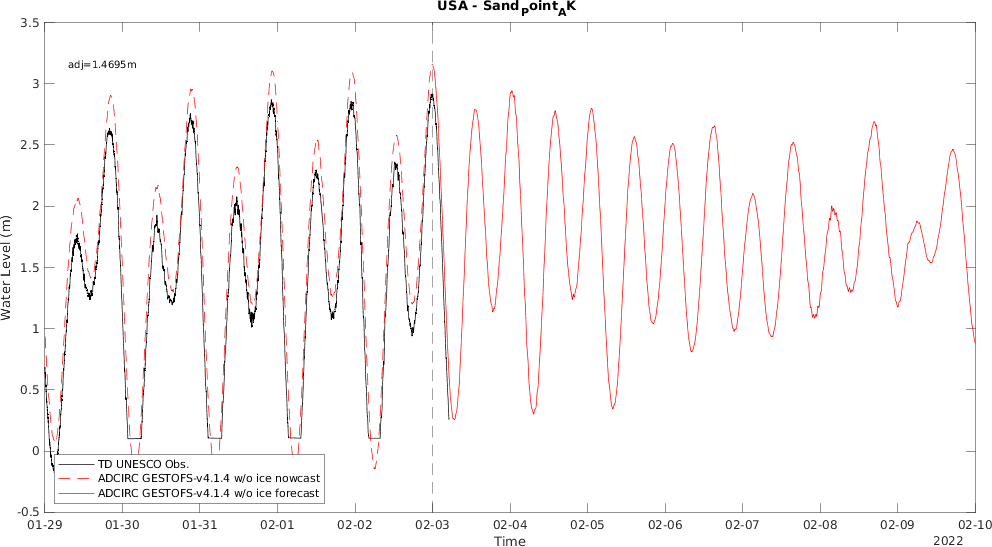 USA - SandPointAK
adj=1.4695m
3.5
3
2.5
2
1.5
1
0.5
0
-0.5
Water Level (m)
TD UNESCO Obs.
ADCIRC GESTOFS-v4.1.4 w/o ice nowcast
ADCIRC GESTOFS-v4.1.4 w/o ice forecast
01-29 01-30 01-31 02-01 02-02 02-03 02-04 02-05 02-06 02-07 02-08 02-09 02-10
Time
2022